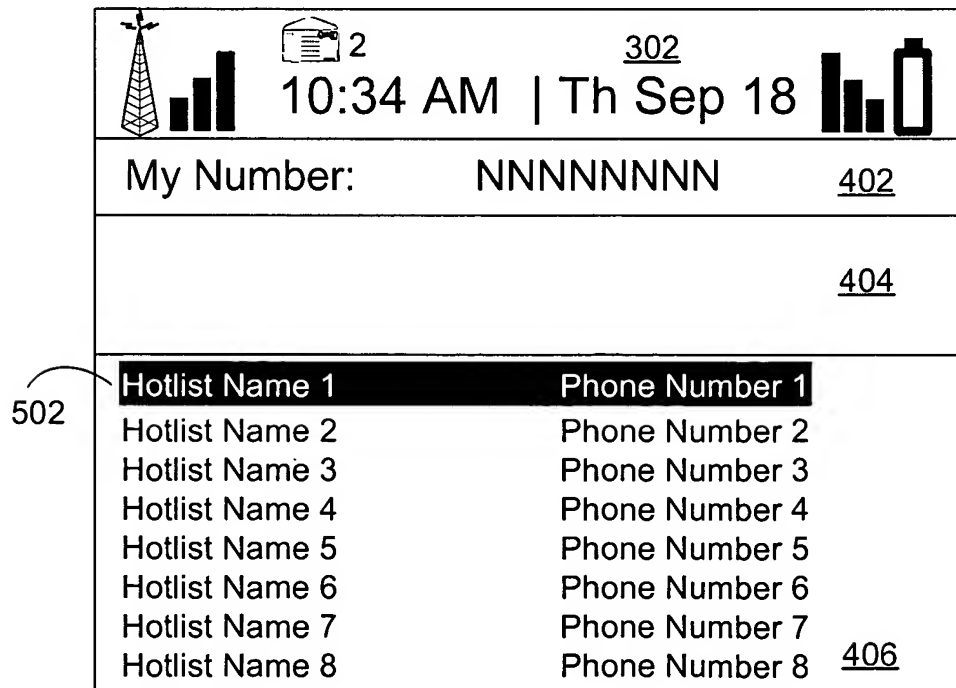 2 302
10:34 AM | Th Sep 18
My Number: NNNNNNNN 402
404
502
Hotlist Name 1 Phone Number 1
Hotlist Name 2 Phone Number 2
Hotlist Name 3 Phone Number 3
Hotlist Name 4 Phone Number 4
Hotlist Name 5 Phone Number 5
Hotlist Name 6 Phone Number 6
Hotlist Name 7 Phone Number 7
Hotlist Name 8 Phone Number 8 406